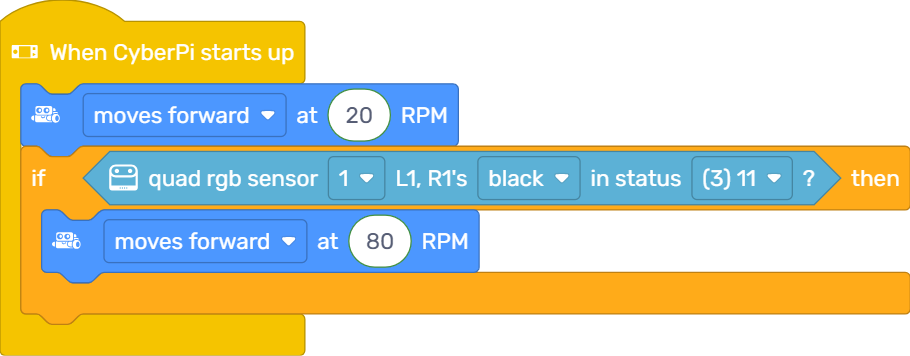 When CyberPi starts up
moves forward at 20 RPM
if quad rgb sensor 1 L1, R1's black in status (3) 11 ? then
moves forward at 80 RPM